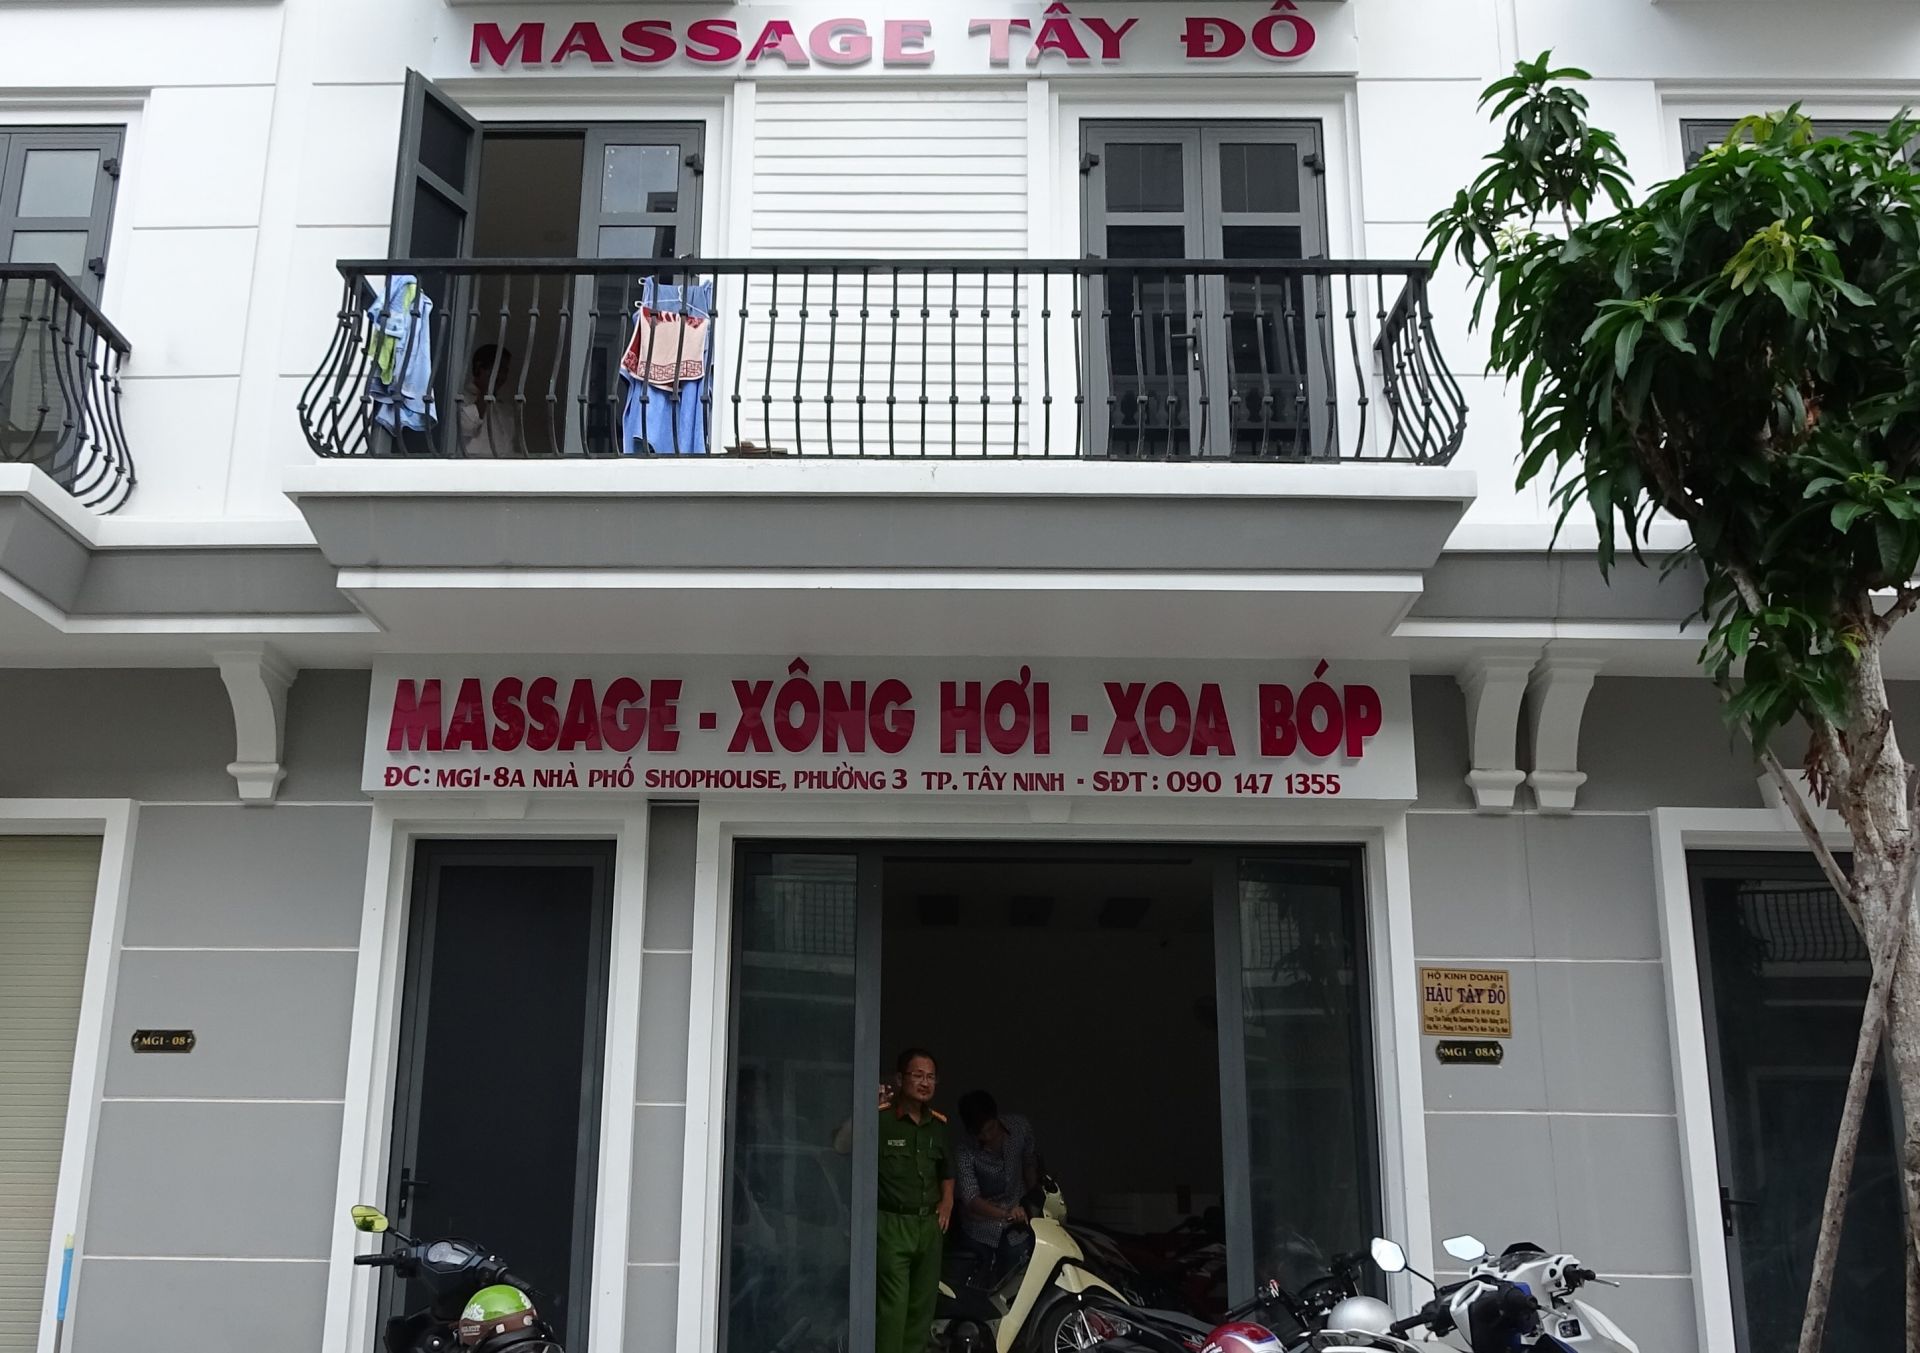 MASSAGE TÂY ĐÔ
MASSAGE - XÔNG HƠI - XOA BÓP
ĐC: MG1-8A NHÀ PHỐ SHOPHOUSE, PHƯỜNG 3 TP. TÂY NINH - SĐT: 090 147 1355
HỘ KINH DOANH
HẬU TÂY ĐÔ
MG1 - 08A
MG1 - 08